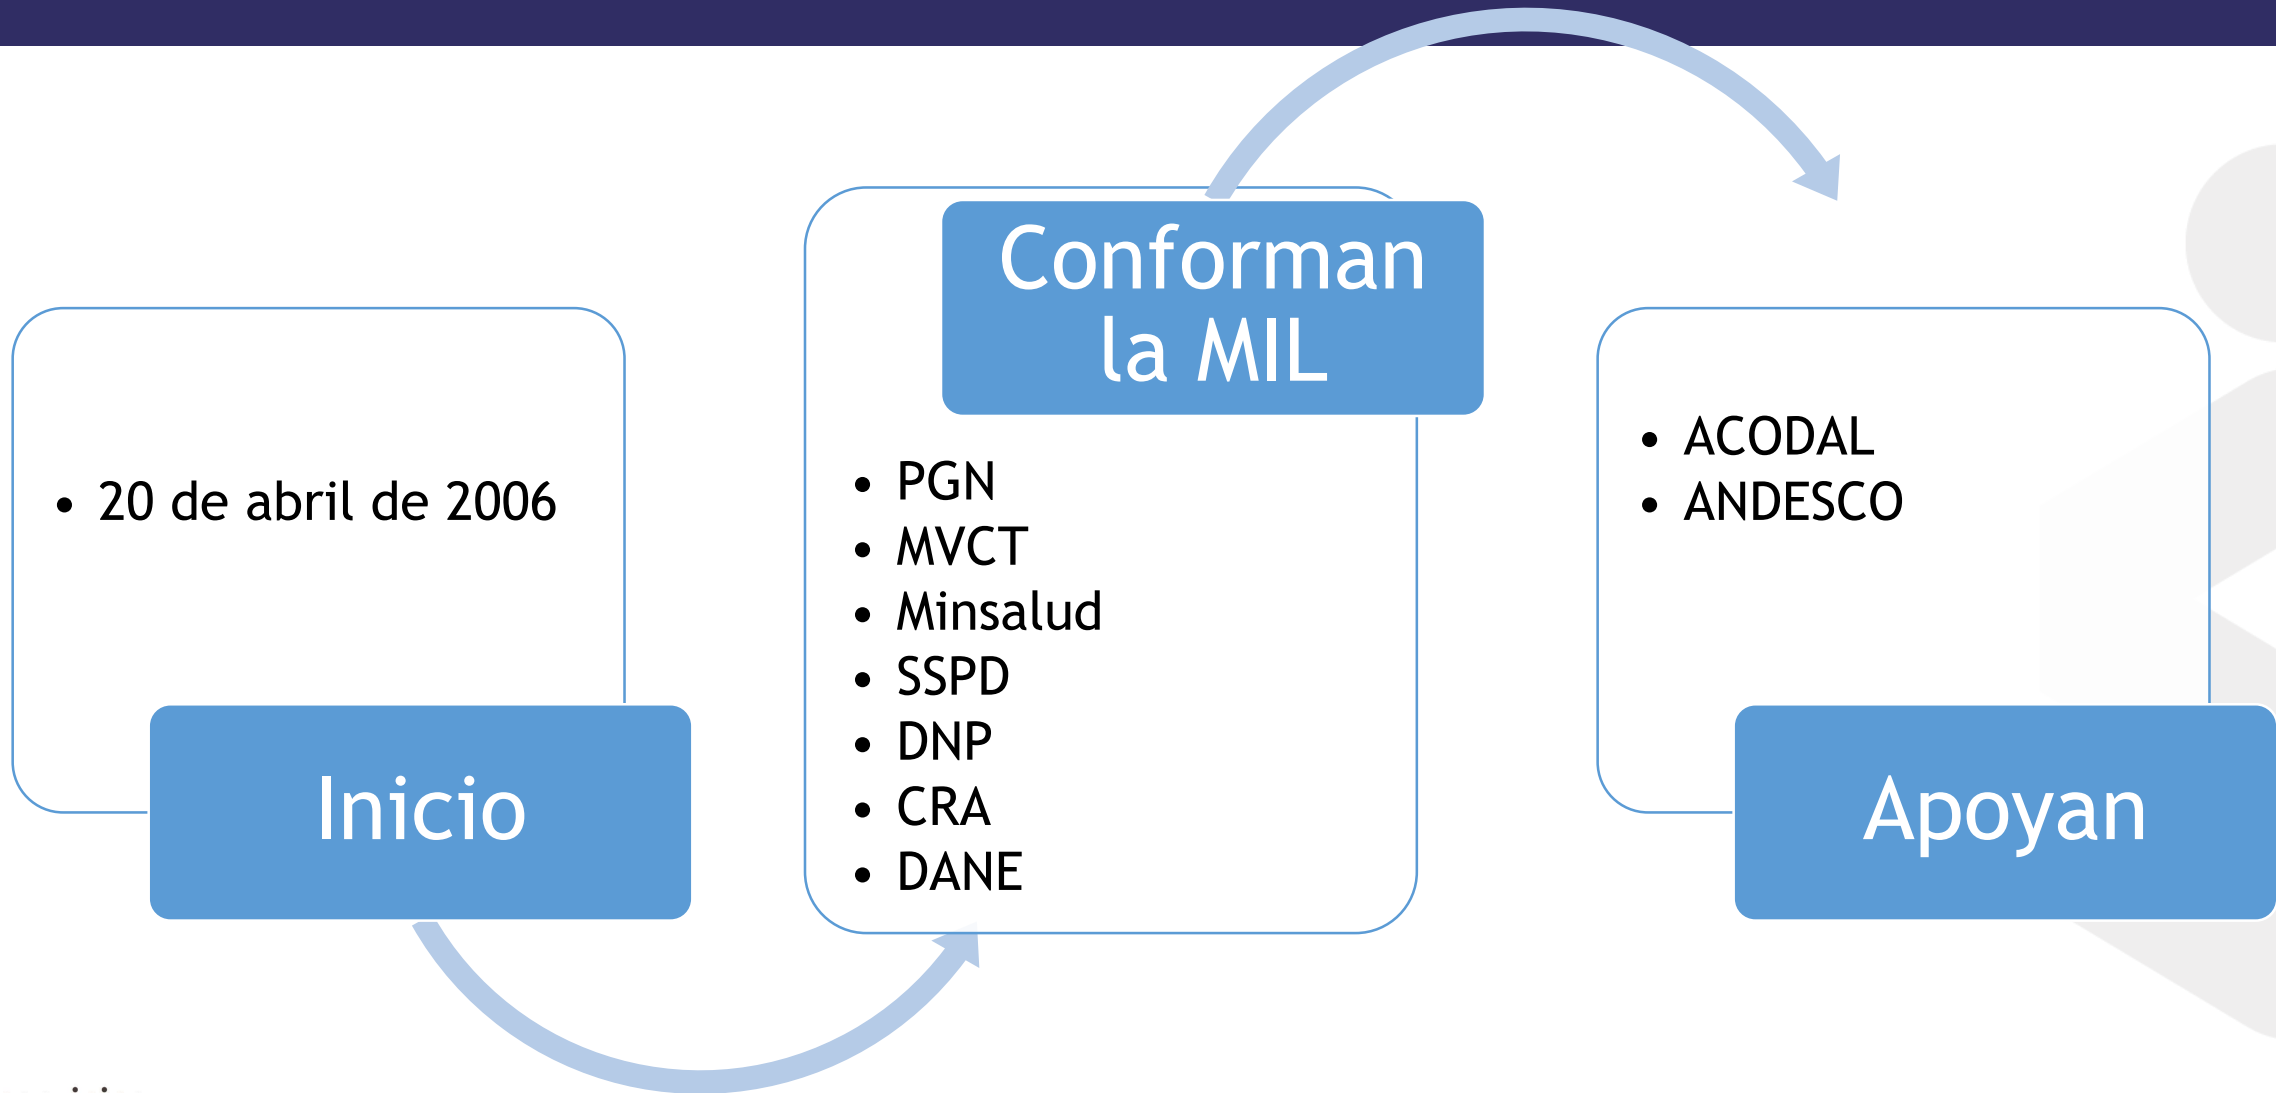 • 20 de abril de 2006
Inicio
Conforman
la MIL
• PGN
• MVCT
• Minsalud
• SSPD
• DNP
• CRA
• DANE
• ACODAL
• ANDESCO
Apoyan